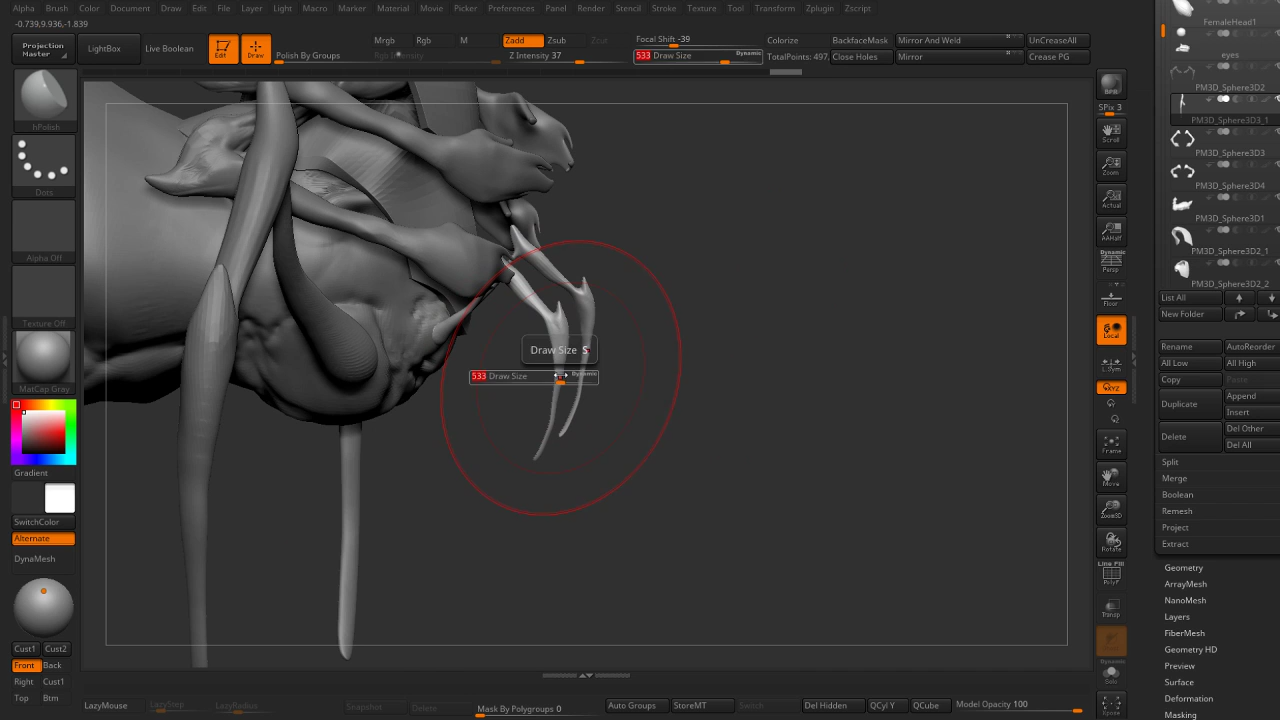 Alpha Brush Color Document Draw Edit File Layer Light Macro Marker Material Movie Picker Preferences Panel Render Stencil Stroke Texture Tool Transform Zplugin Zscript
-0.739,9.936,-1.839
Projection Master
LightBox
Live Boolean
Edit
Draw
Polish By Groups
Mrgb
Rgb
M
Rgb Intensity
Zadd
Zsub
Zcut
Z Intensity 37
Focal Shift -39
533 Draw Size
Dynamic
Colorize
TotalPoints: 497,
BackfaceMask
Close Holes
Mirror And Weld
Mirror
UnCreaseAll
Crease PG
hPolish
Dots
Alpha Off
Texture Off
MatCap Gray
Gradient
SwitchColor
Alternate
DynaMesh
Cust1 Cust2
Front Back
Right Cust1
Top Btm
Draw Size S
533 Draw Size
Dynamic
BPR
SPix 3
Scroll
Zoom
Actual
AAHalf
Dynamic
Persp
Floor
Local
L.Sym
XYZ
Frame
Move
Zoom3D
Rotate
Line Fill
PolyF
Transp
Dynamic
Solo
Xpose
FemaleHead1
eyes
PM3D_Sphere3D2
PM3D_Sphere3D3_1
PM3D_Sphere3D3
PM3D_Sphere3D4
PM3D_Sphere3D1
PM3D_Sphere3D2_1
PM3D_Sphere3D2_2
List All
New Folder
Rename AutoReorder
All Low All High
Copy Paste
Duplicate Append
Insert
Delete Del Other
Del All
Split
Merge
Boolean
Remesh
Project
Extract
Geometry
ArrayMesh
NanoMesh
Layers
FiberMesh
Geometry HD
Preview
Surface
Deformation
Masking
LazyMouse
LazyStep
LazyRadius
Snapshot
Delete
Mask By Polygroups 0
Auto Groups
StoreMT
Switch
Del Hidden
QCyl Y
QCube
Model Opacity 100